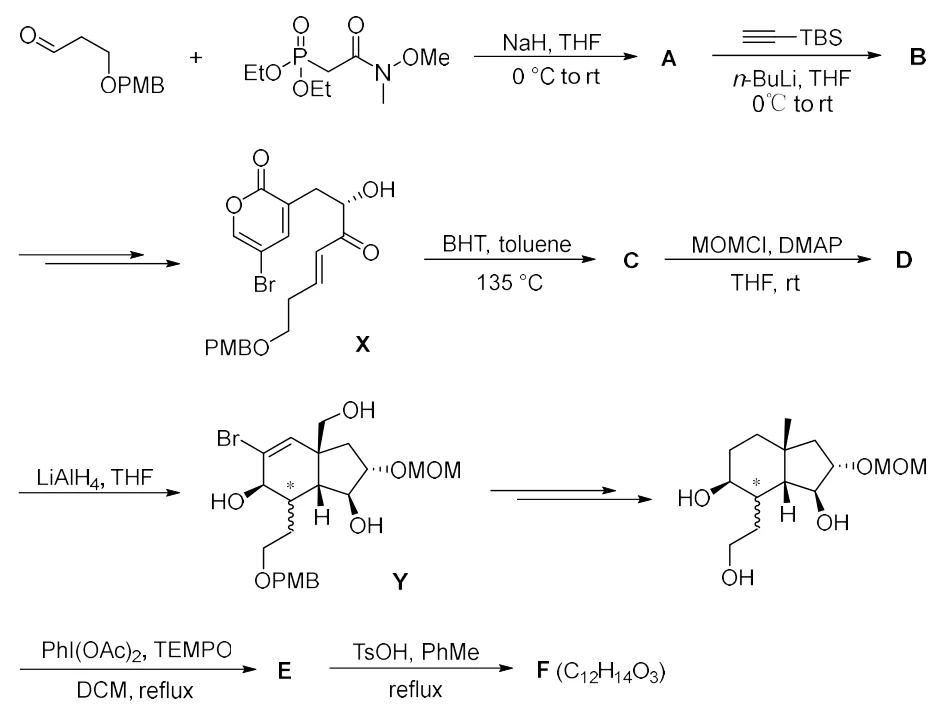 O
OPMB
+
O
O
P
EtO
OEt
N
OMe
NaH, THF
0 °C to rt
A
TBS
n-BuLi, THF
0℃ to rt
B
O
O
OH
O
Br
PMBO
X
BHT, toluene
135 °C
C
MOMCl, DMAP
THF, rt
D
LiAlH4, THF
OH
Br
OMOM
*
HO
H
OH
OPMB
Y
OMOM
*
HO
H
OH
OH
PhI(OAc)2, TEMPO
DCM, reflux
E
TsOH, PhMe
reflux
F (C12H14O3)